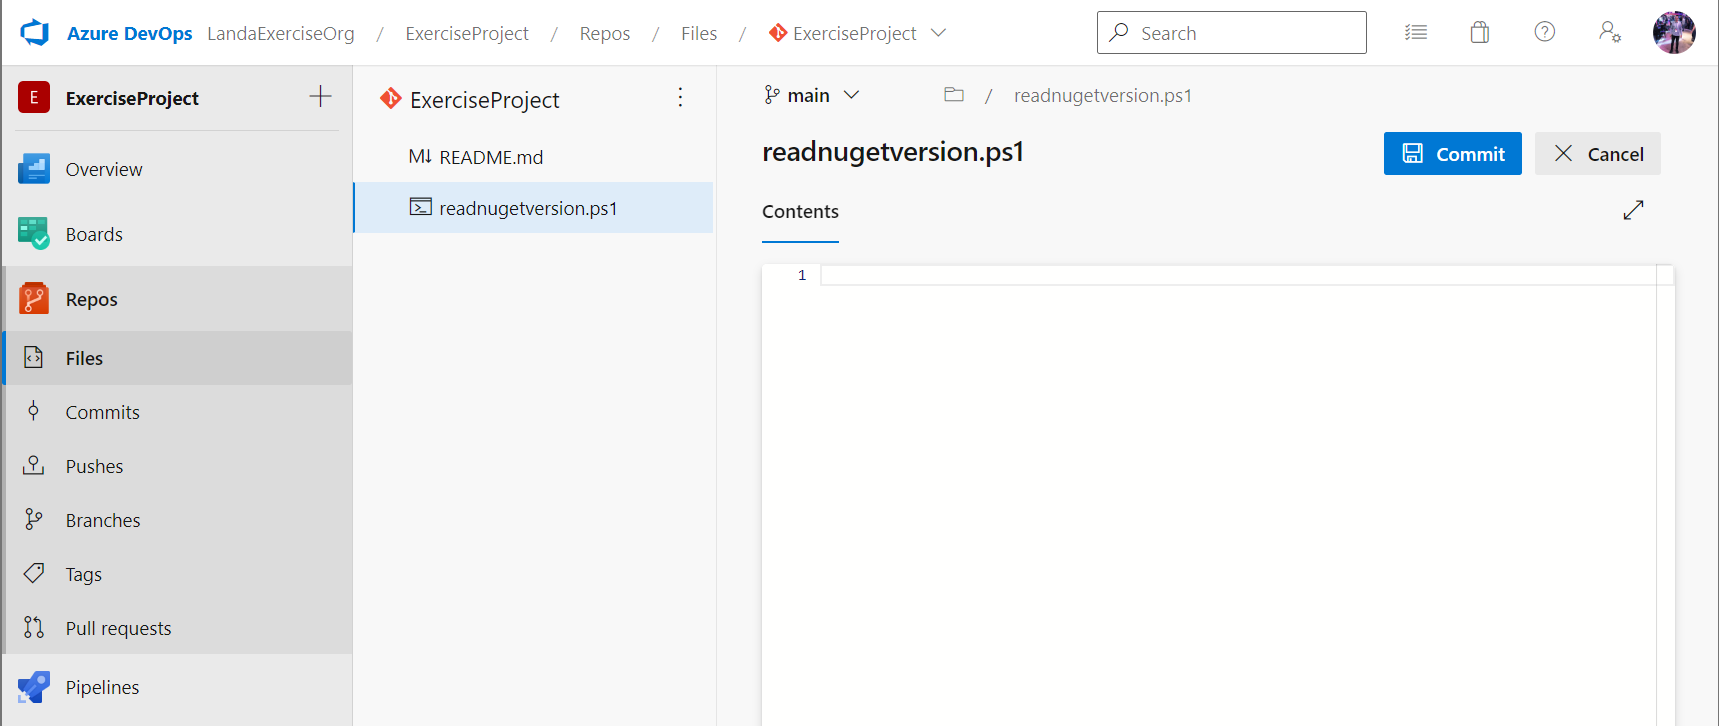 Azure DevOps LandaExerciseOrg / ExerciseProject / Repos / Files / ExerciseProject
Search
E ExerciseProject
Overview
Boards
Repos
Files
Commits
Pushes
Branches
Tags
Pull requests
Pipelines
ExerciseProject
M↓ README.md
readnugetversion.ps1
main / readnugetversion.ps1
readnugetversion.ps1
Commit
Cancel
Contents
1